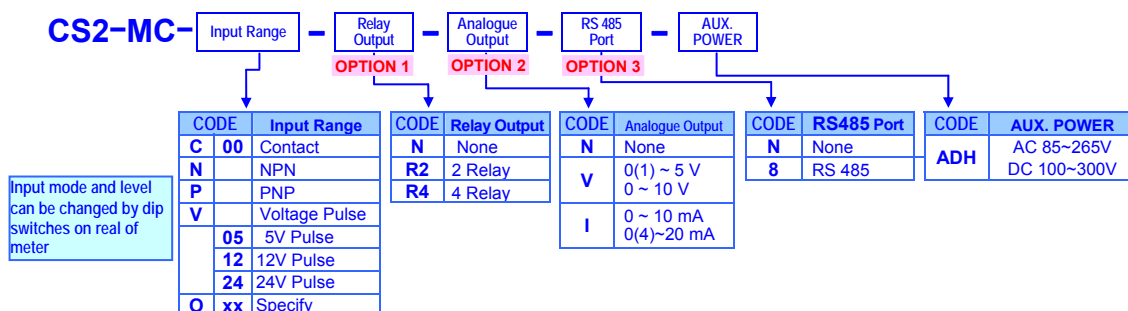 CS2-MC- Input Range - Relay Output - Analogue Output - RS 485 Port - AUX. POWER
OPTION 1 OPTION 2 OPTION 3
CODE Input Range
C 00 Contact
N NPN
P PNP
V Voltage Pulse
05 5V Pulse
12 12V Pulse
24 24V Pulse
O xx Specify
CODE Relay Output
N None
R2 2 Relay
R4 4 Relay
CODE Analogue Output
N None
V 0(1) ~ 5 V
0 ~ 10 V
I 0 ~ 10 mA
0(4)~20 mA
CODE RS485 Port
N None
8 RS 485
CODE AUX. POWER
ADH AC 85~265V
DC 100~300V
Input mode and level
can be changed by dip
switches on real of
meter